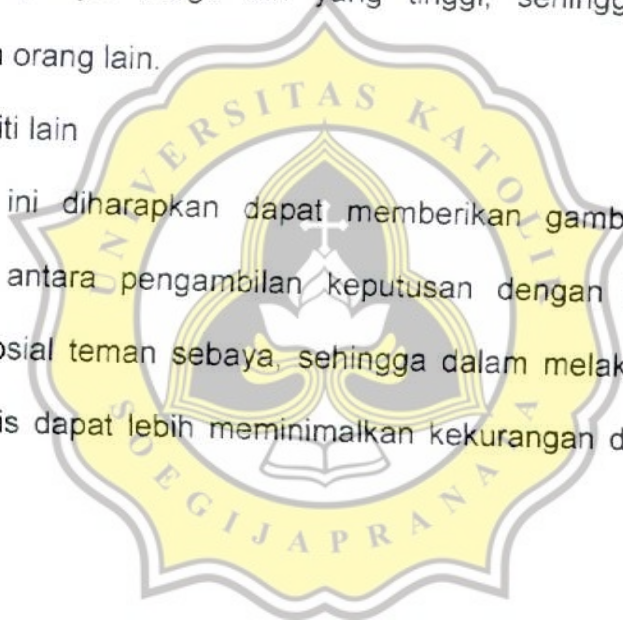 yang tinggi, sehingg
orang lain.
iti lain
ini diharapkan dapat memberikan gamb
antara pengambilan keputusan dengan
osial teman sebaya, sehingga dalam melak
is dapat lebih meminimalkan kekurangan d
UNIVERSITAS KATOLIK
SOEGIJAPRANATA